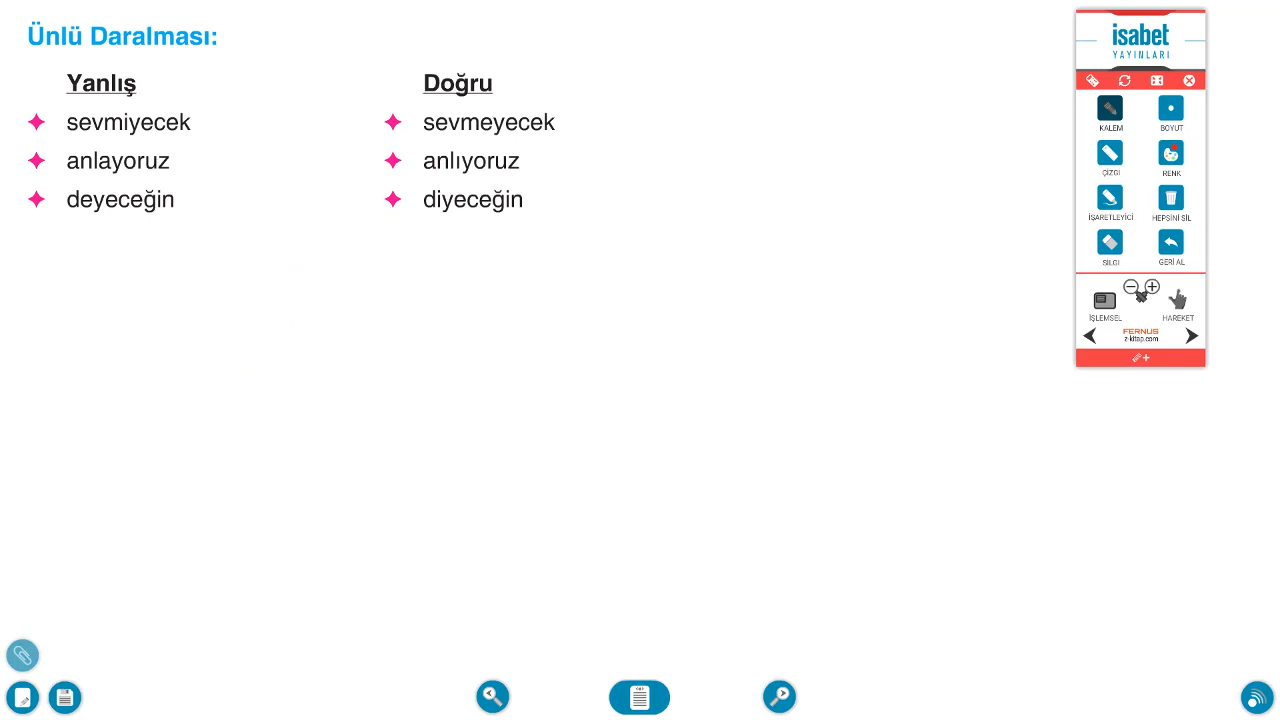 Ünlü Daralması:
Yanlış Doğru
sevmiyecek sevmeyecek
anlayoruz anlıyoruz
deyeceğin diyeceğin
isabet
YAYINLARI
KALEM BOYUT
ÇİZGİ RENK
İŞARETLEYİCİ HEPSİNİ SİL
SİLGİ GERİ AL
İŞLEMSEL HAREKET
FERNUS
z-kitap.com